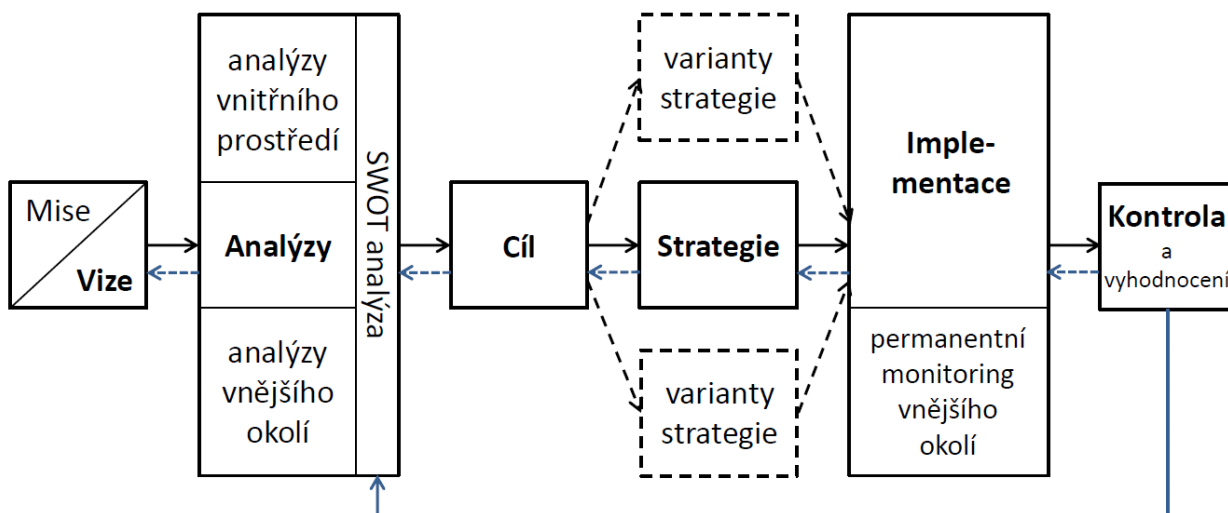 Mise
Vize
analýzy
vnitřního
prostředí
Analýzy
analýzy
vnějšího
okolí
SWOT analýza
Cíl
varianty
strategie
Strategie
varianty
strategie
Imple-
mentace
permanentní
monitoring
vnějšího
okolí
Kontrola
a
vyhodnocení